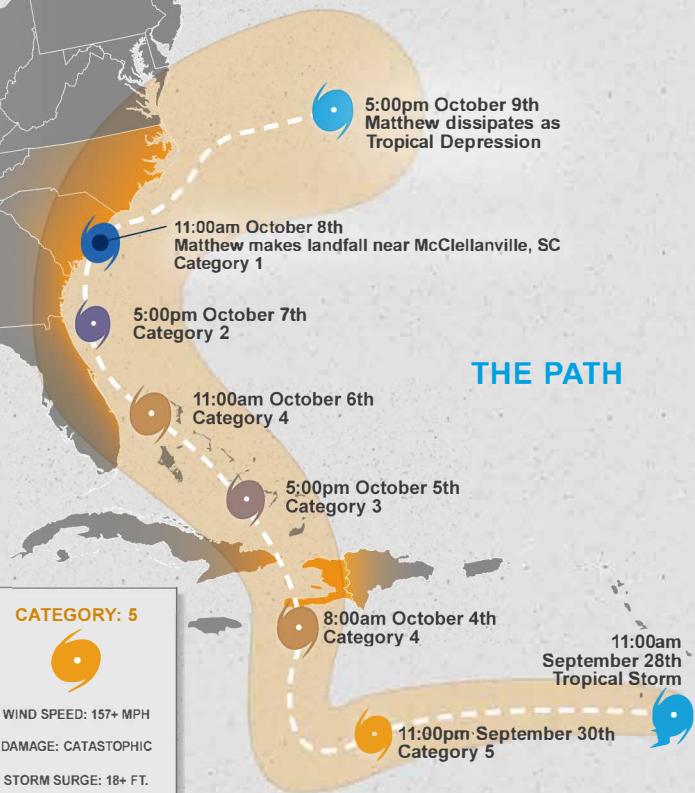 5:00pm October 9th
Matthew dissipates as
Tropical Depression
11:00am October 8th
Matthew makes landfall near McClellanville, SC
Category 1
5:00pm October 7th
Category 2
THE PATH
11:00am October 6th
Category 4
5:00pm October 5th
Category 3
8:00am October 4th
Category 4
11:00am
September 28th
Tropical Storm
11:00pm September 30th
Category 5
CATEGORY: 5
WIND SPEED: 157+ MPH
DAMAGE: CATASTOPHIC
STORM SURGE: 18+ FT.